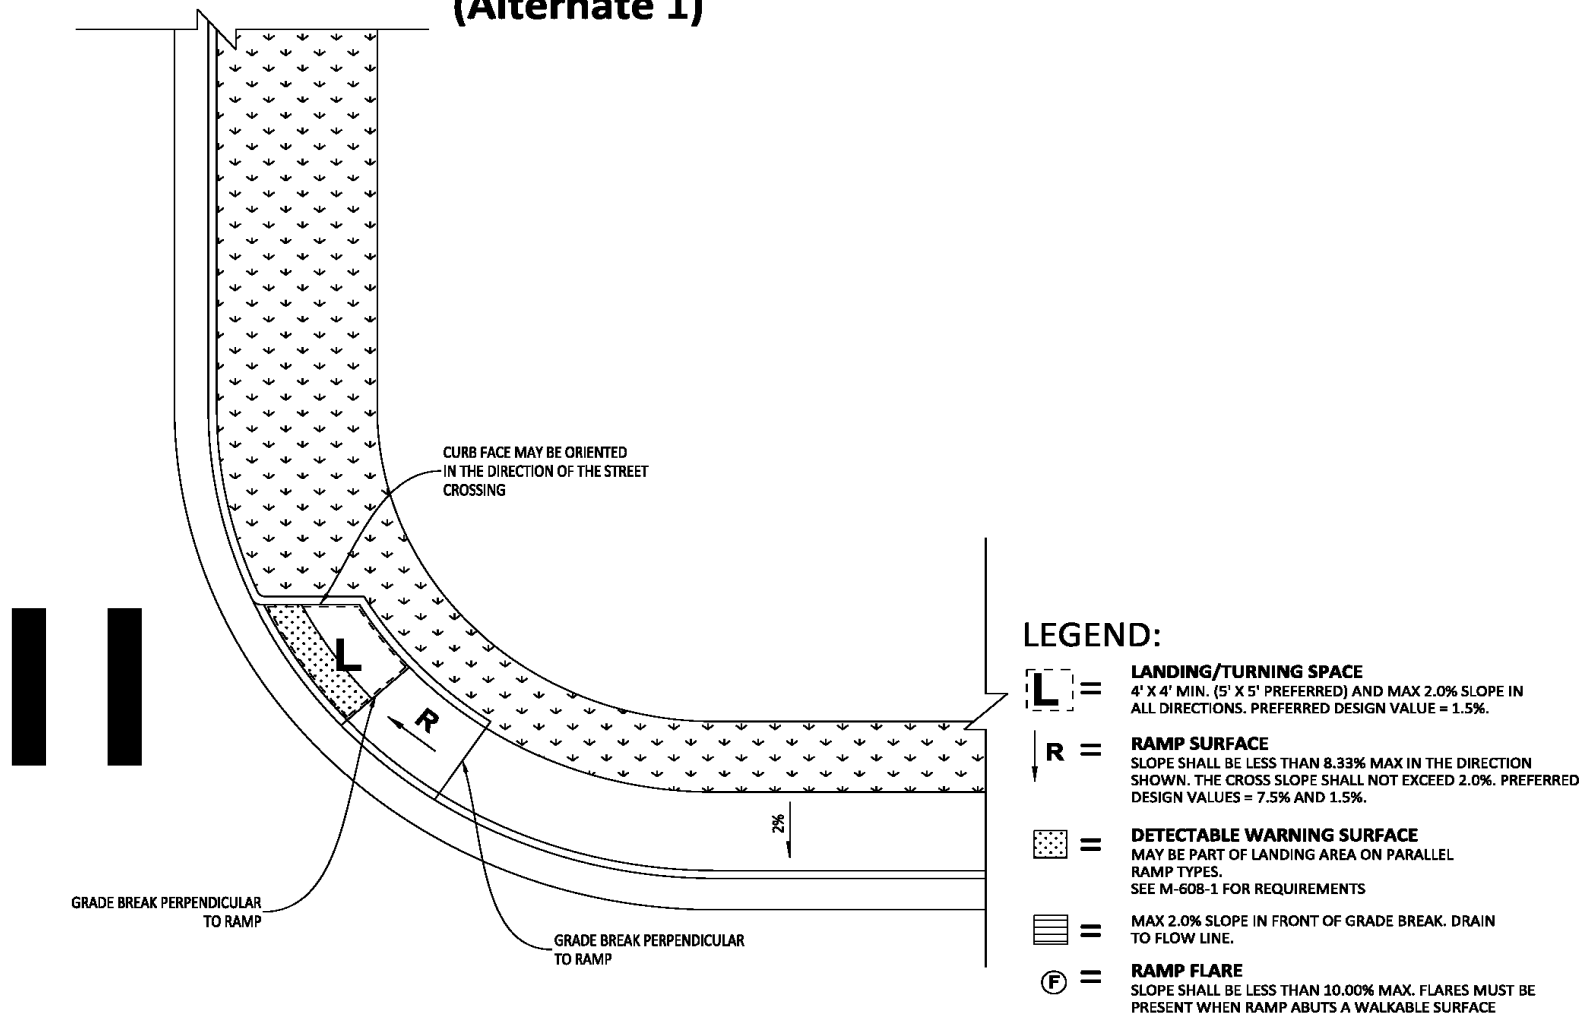 (Alternate 1)
CURB FACE MAY BE ORIENTED
IN THE DIRECTION OF THE STREET
CROSSING
L
R
2%
GRADE BREAK PERPENDICULAR
TO RAMP
GRADE BREAK PERPENDICULAR
TO RAMP
LEGEND:
L = LANDING/TURNING SPACE
4' X 4' MIN. (5' X 5' PREFERRED) AND MAX 2.0% SLOPE IN
ALL DIRECTIONS. PREFERRED DESIGN VALUE = 1.5%.
R = RAMP SURFACE
SLOPE SHALL BE LESS THAN 8.33% MAX IN THE DIRECTION
SHOWN. THE CROSS SLOPE SHALL NOT EXCEED 2.0%. PREFERRED
DESIGN VALUES = 7.5% AND 1.5%.
= DETECTABLE WARNING SURFACE
MAY BE PART OF LANDING AREA ON PARALLEL
RAMP TYPES.
SEE M-608-1 FOR REQUIREMENTS
= MAX 2.0% SLOPE IN FRONT OF GRADE BREAK. DRAIN
TO FLOW LINE.
F = RAMP FLARE
SLOPE SHALL BE LESS THAN 10.00% MAX. FLARES MUST BE
PRESENT WHEN RAMP ABUTS A WALKABLE SURFACE